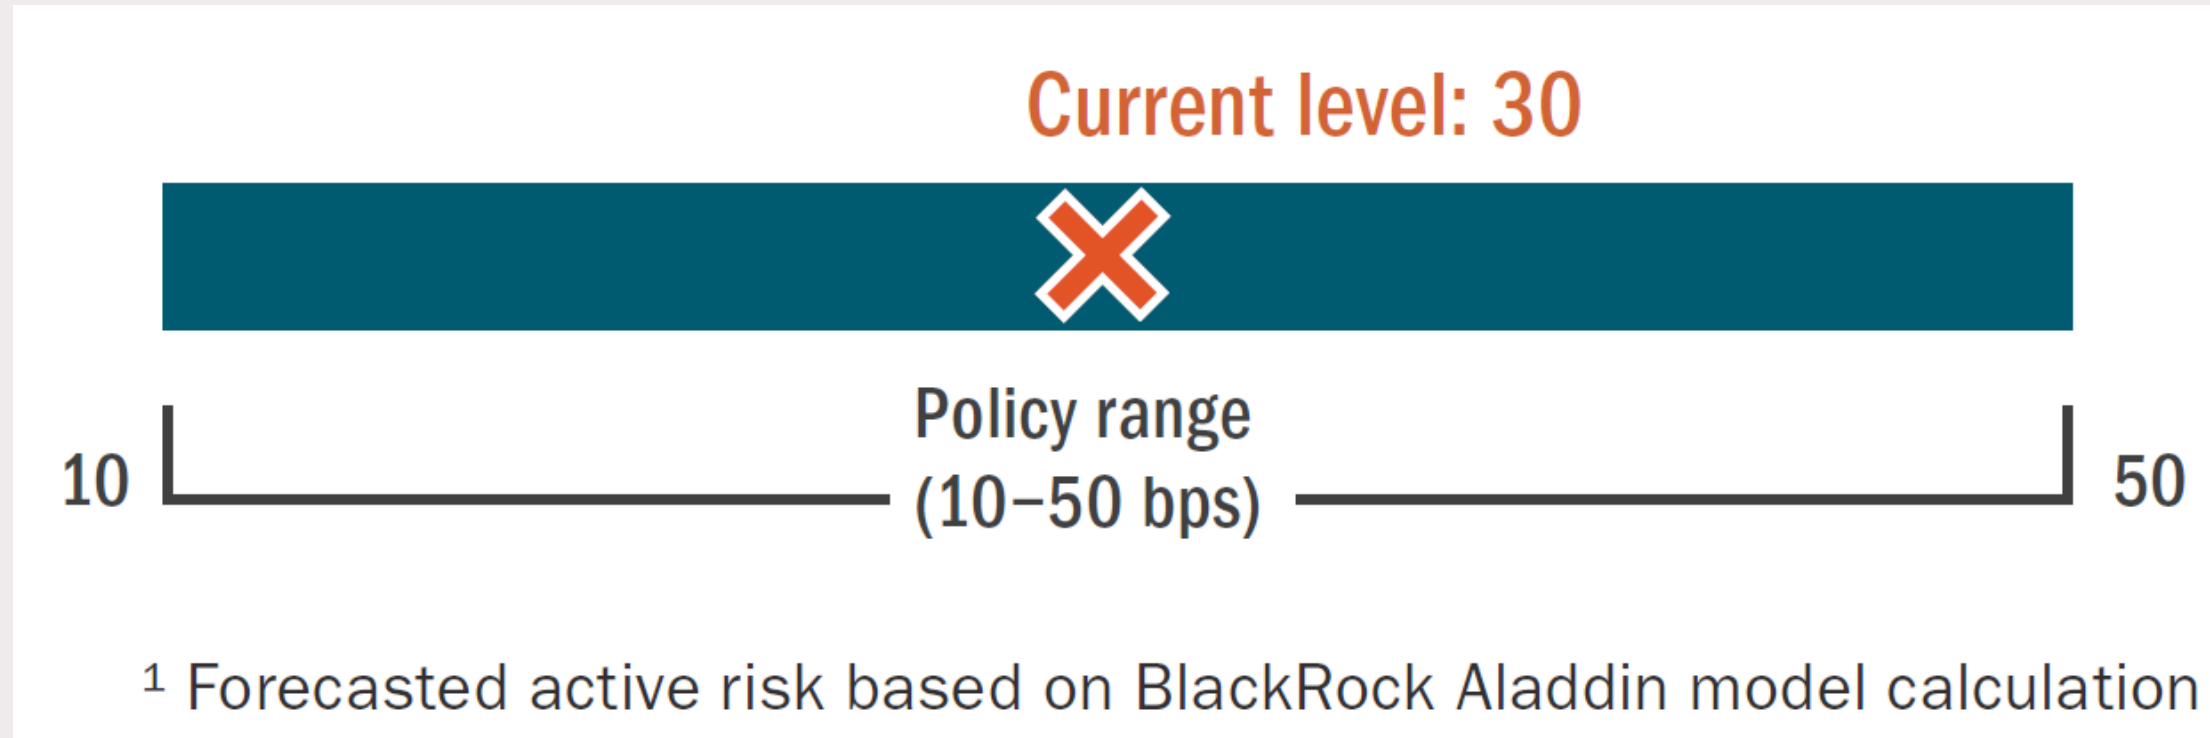 Current level: 30
Policy range
10
(10–50 bps)
50
¹ Forecasted active risk based on BlackRock Aladdin model calculation